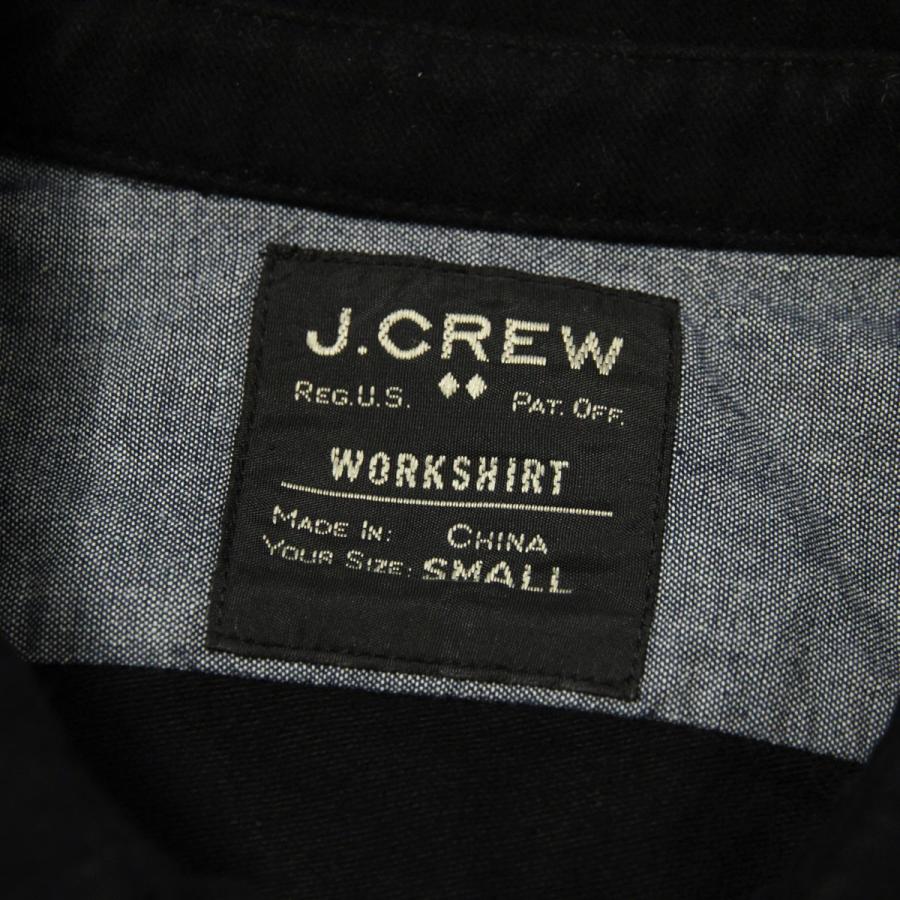 J.CREW
REG. U.S. PAT. OFF.
WORKSHIRT
MADE IN: CHINA
YOUR SIZE: SMALL